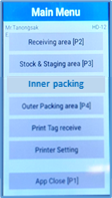 Main Menu
Mr.Tanongsak HD-12
Receiving area [P2]
Stock & Staging area [P3]
Inner packing
Outer Packing area [P4]
Print Tag receive
Printer Setting
App Close [P1]